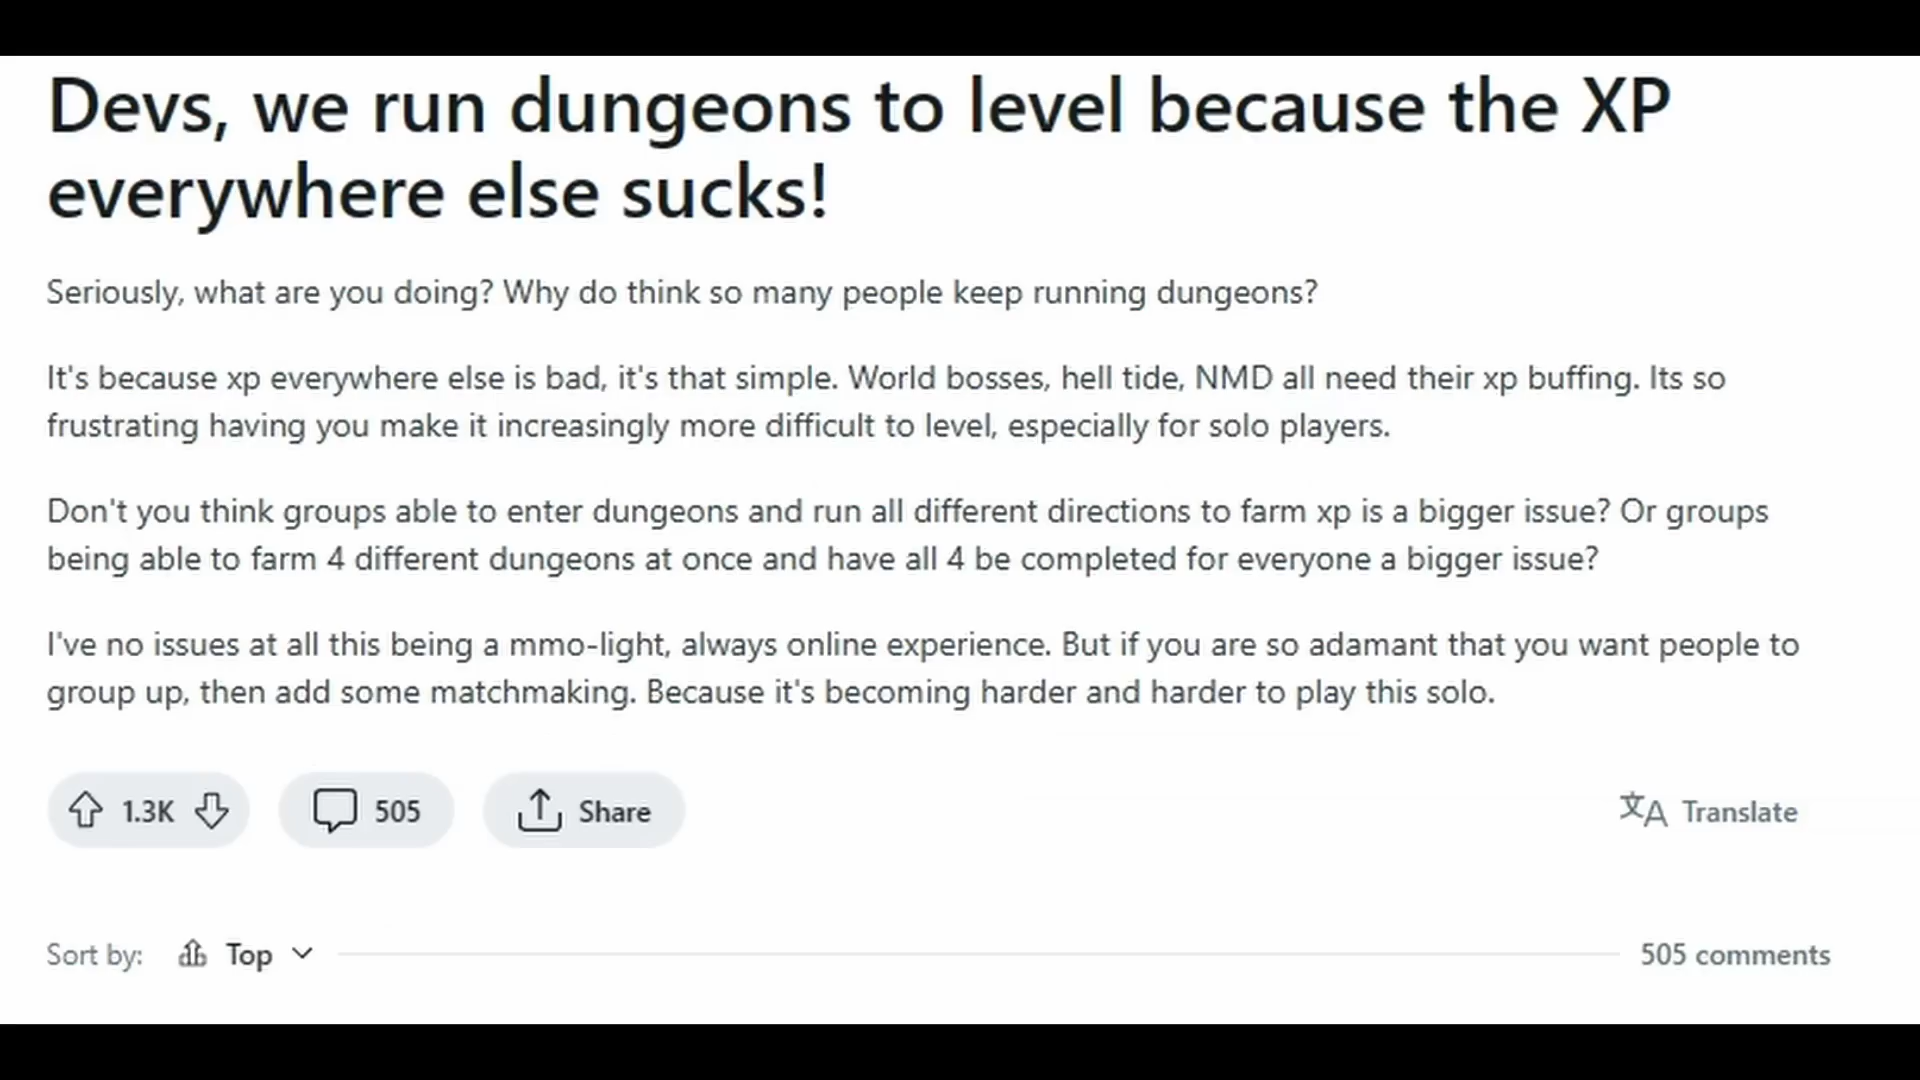 Devs, we run dungeons to level because the XP
everywhere else sucks!
Seriously, what are you doing? Why do think so many people keep running dungeons?
It's because xp everywhere else is bad, it's that simple. World bosses, hell tide, NMD all need their xp buffing. Its so
frustrating having you make it increasingly more difficult to level, especially for solo players.
Don't you think groups able to enter dungeons and run all different directions to farm xp is a bigger issue? Or groups
being able to farm 4 different dungeons at once and have all 4 be completed for everyone a bigger issue?
I've no issues at all this being a mmo-light, always online experience. But if you are so adamant that you want people to
group up, then add some matchmaking. Because it's becoming harder and harder to play this solo.
1.3K 505 Share 文A Translate
Sort by: Top 505 comments